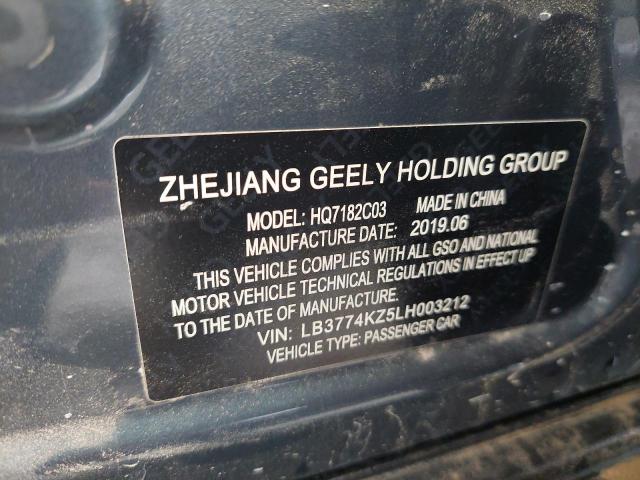 ZHEJIANG GEELY HOLDING GROUP
MODEL: HQ7182C03 MADE IN CHINA
MANUFACTURE DATE: 2019.06
THIS VEHICLE COMPLIES WITH ALL GSO AND NATIONAL
MOTOR VEHICLE TECHNICAL REGULATIONS IN EFFECT UP
TO THE DATE OF MANUFACTURE.
VIN: LB3774KZ5LH003212
VEHICLE TYPE: PASSENGER CAR